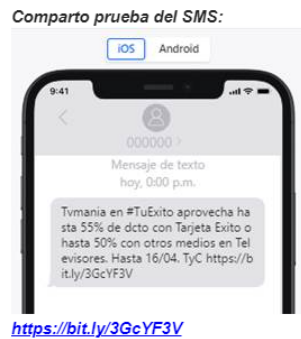 Comparto prueba del SMS:
iOS Android
9:41
000000 >
Mensaje de texto
hoy, 0:00 p.m.
Tvmania en #TuExito aprovecha ha
sta 55% de dcto con Tarjeta Exito o
hasta 50% con otros medios en Tel
evisores. Hasta 16/04. TyC https://b
it.ly/3GcYF3V
https://bit.ly/3GcYF3V